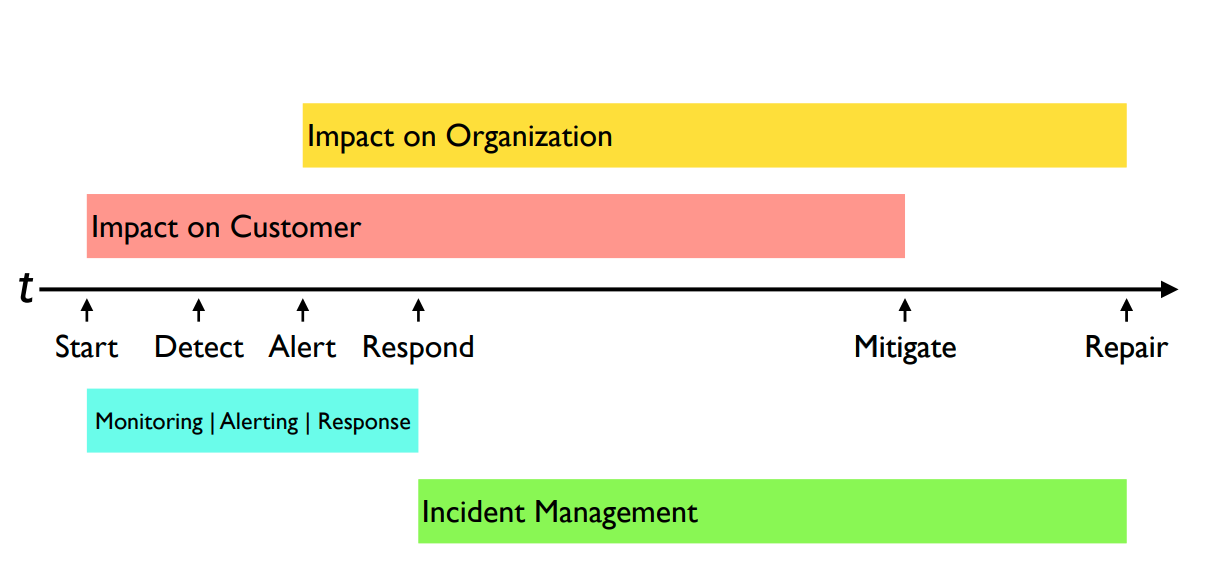 Impact on Organization
Impact on Customer
t
Start Detect Alert Respond Mitigate Repair
Monitoring | Alerting | Response
Incident Management